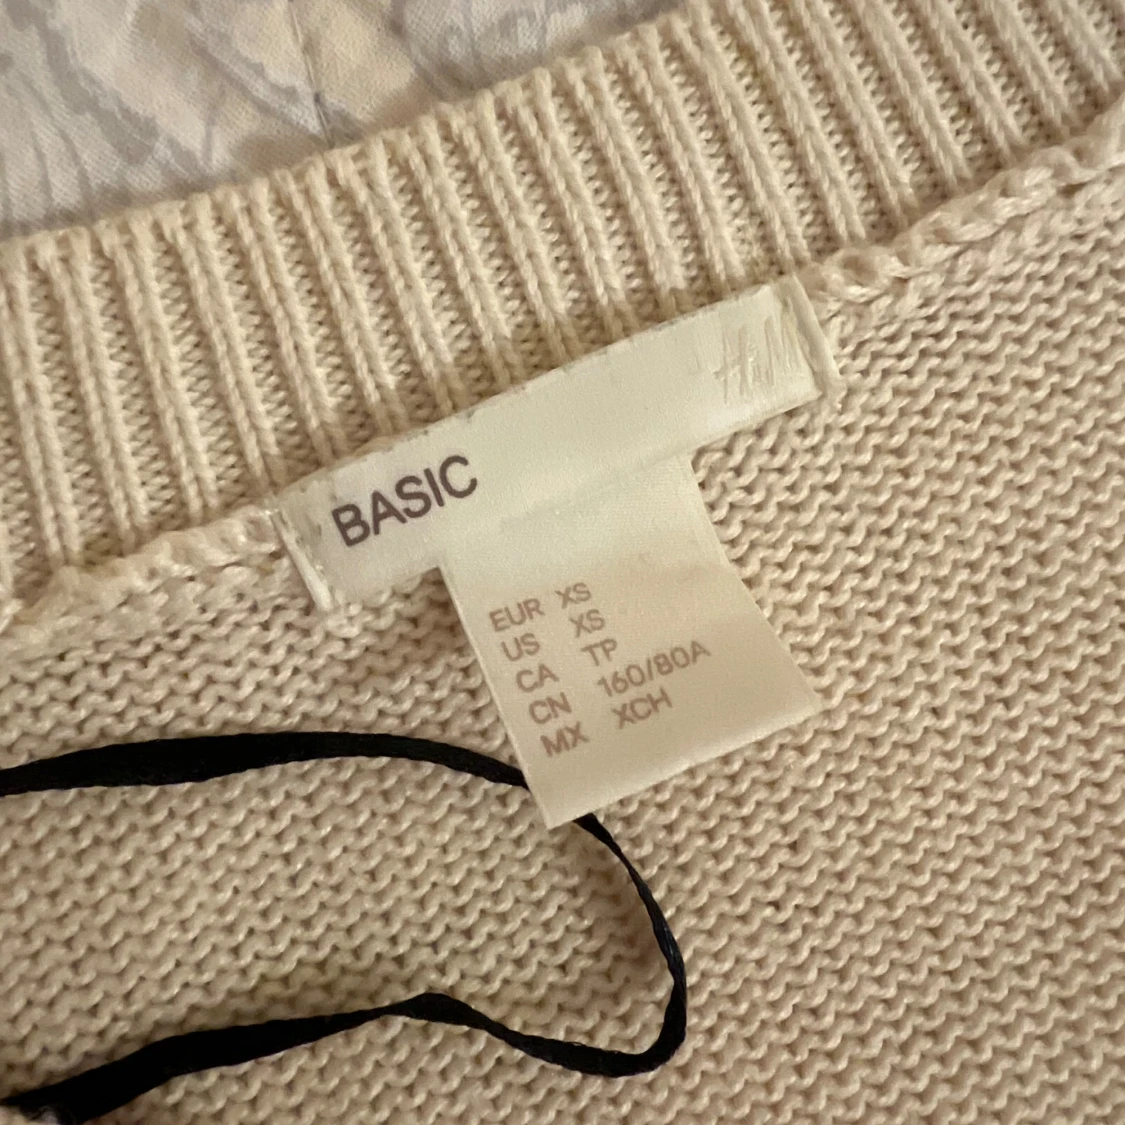 H&M
BASIC
EUR XS
US XS
CA TP
CN 160/80A
MX XCH